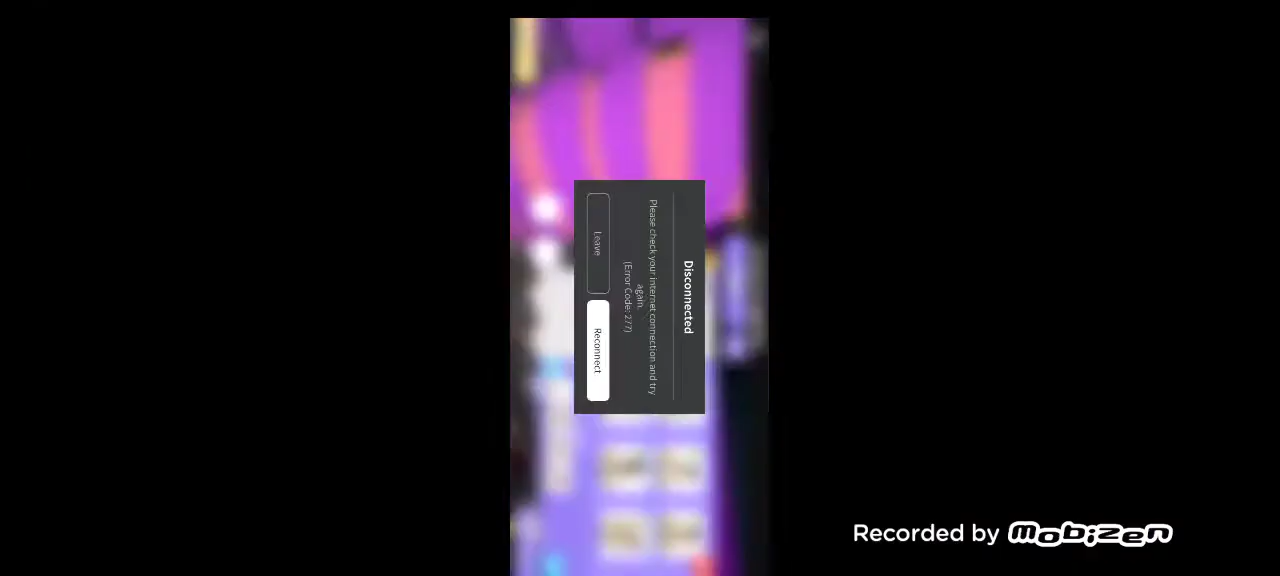 Disconnected
Please check your internet connection and try
again.
(Error Code: 277)
Leave
Reconnect
Recorded by mobizen